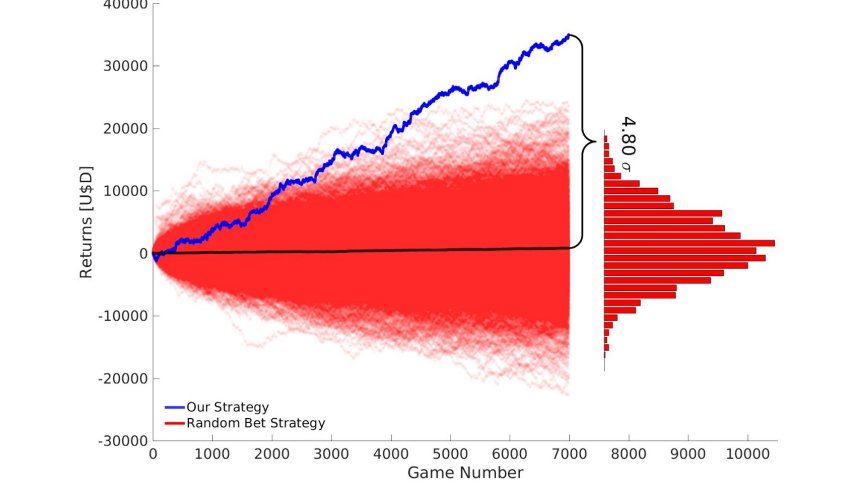 40000
30000
20000
10000
0
-10000
-20000
-30000
Returns [U$D]
4.80 σ
Our Strategy
Random Bet Strategy
0 1000 2000 3000 4000 5000 6000 7000 8000 9000 10000
Game Number